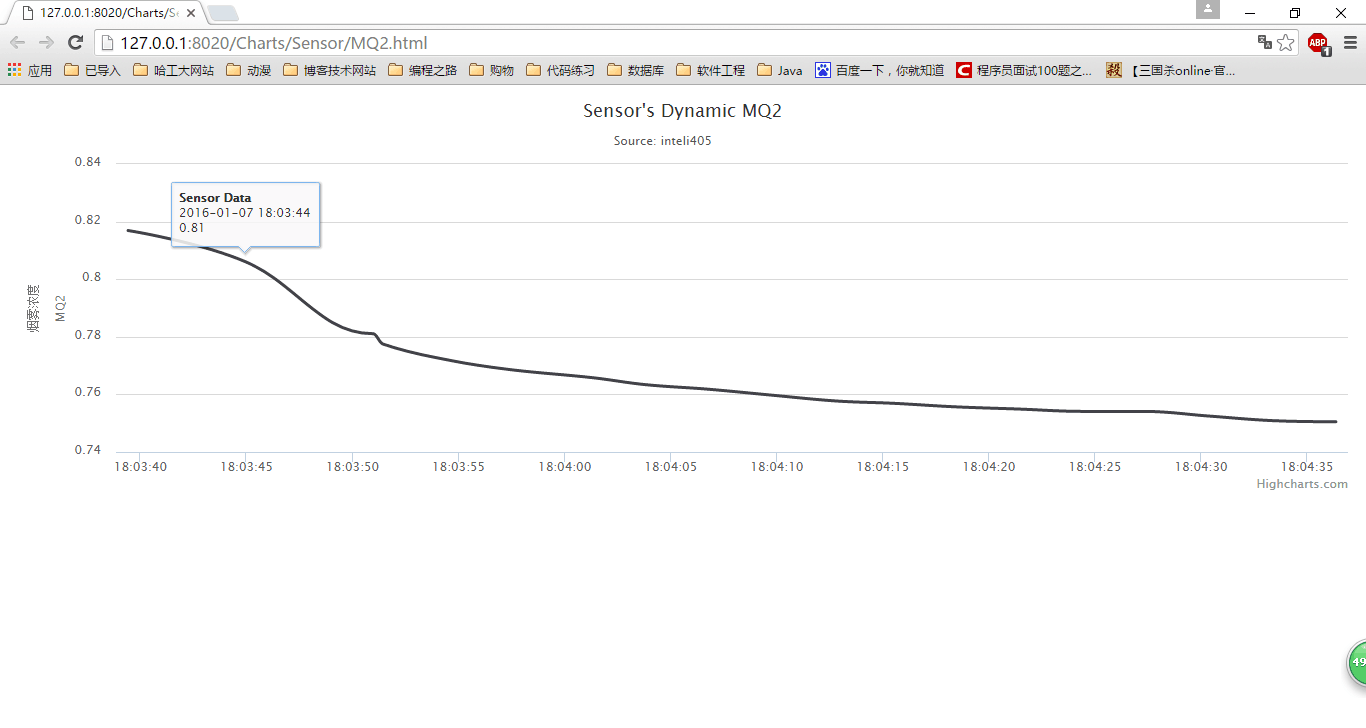 127.0.0.1:8020/Charts/Se
127.0.0.1:8020/Charts/Sensor/MQ2.html
ABP
1
应用 已导入 哈工大网站 动漫 博客技术网站 编程之路 购物 代码练习 数据库 软件工程 Java 百度一下，你就知道 程序员面试100题之... 【三国杀online·官...
Sensor's Dynamic MQ2
Source: inteli405
0.84
0.82
0.8
0.78
0.76
0.74
烟雾浓度
MQ2
Sensor Data
2016-01-07 18:03:44
0.81
18:03:40 18:03:45 18:03:50 18:03:55 18:04:00 18:04:05 18:04:10 18:04:15 18:04:20 18:04:25 18:04:30 18:04:35
Highcharts.com
49